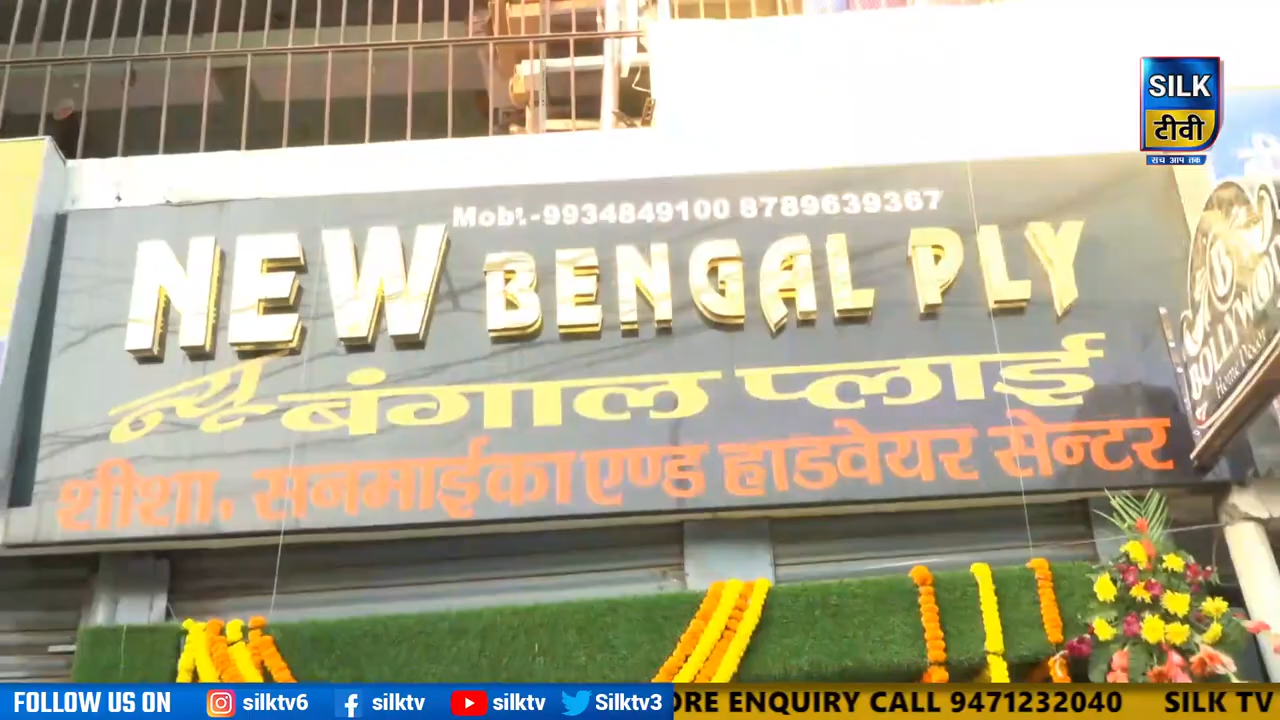 SILK
टीवी
सच आप तक
Mob.:-9934849100 8789639367
NEW BENGAL PLY
न्यू बंगाल प्लाई
शीशा, सनमाईका एण्ड हाडवेयर सेन्टर
BOLLYWOOD
FOLLOW US ON silktv6 silktv silktv Silktv3
ORE ENQUIRY CALL 9471232040 SILK TV